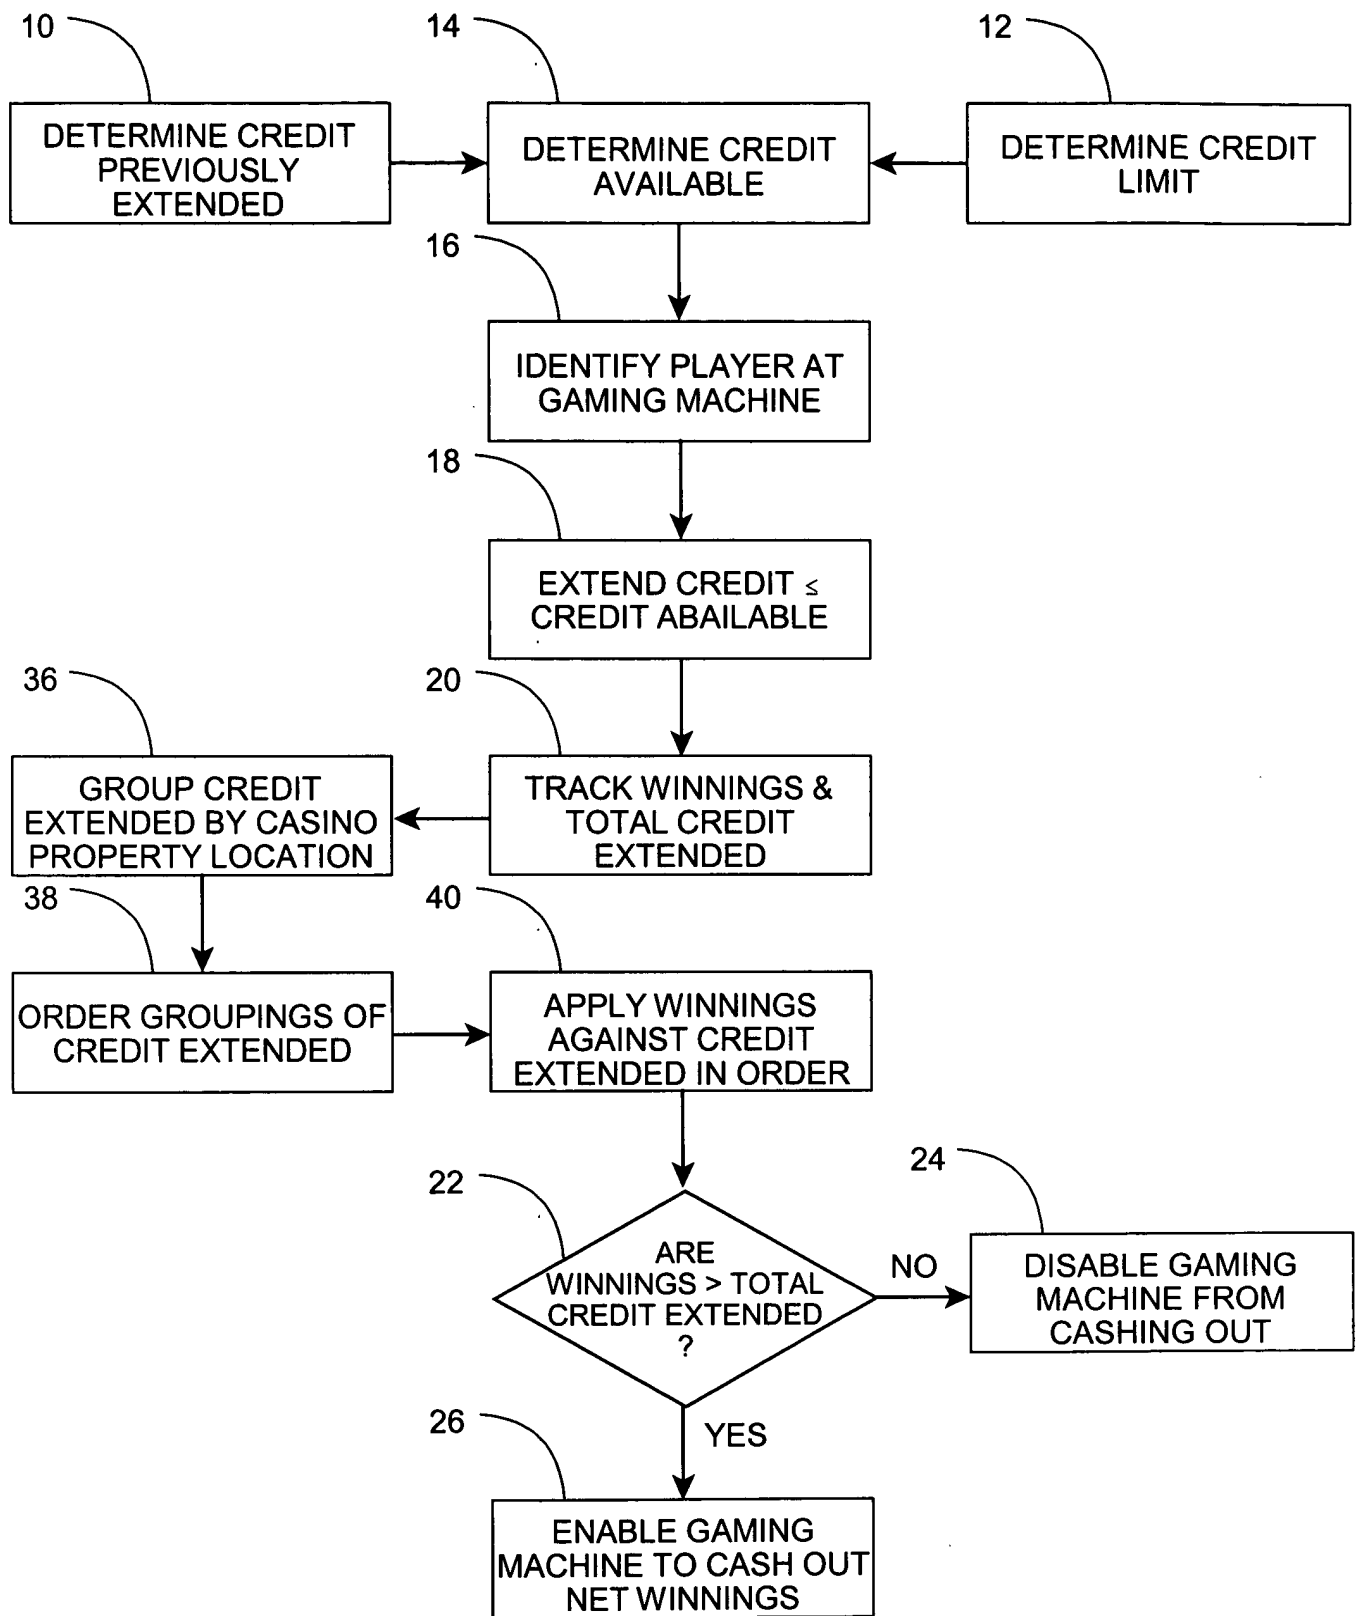 10
14
12
DETERMINE CREDIT
PREVIOUSLY
EXTENDED
DETERMINE CREDIT
AVAILABLE
DETERMINE CREDIT
LIMIT
16
IDENTIFY PLAYER AT
GAMING MACHINE
18
EXTEND CREDIT ≤
CREDIT ABAILABLE
36
20
GROUP CREDIT
EXTENDED BY CASINO
PROPERTY LOCATION
TRACK WINNINGS &
TOTAL CREDIT
EXTENDED
38
40
ORDER GROUPINGS OF
CREDIT EXTENDED
APPLY WINNINGS
AGAINST CREDIT
EXTENDED IN ORDER
22
24
ARE
WINNINGS > TOTAL
CREDIT EXTENDED
?
NO
DISABLE GAMING
MACHINE FROM
CASHING OUT
26
YES
ENABLE GAMING
MACHINE TO CASH OUT
NET WINNINGS